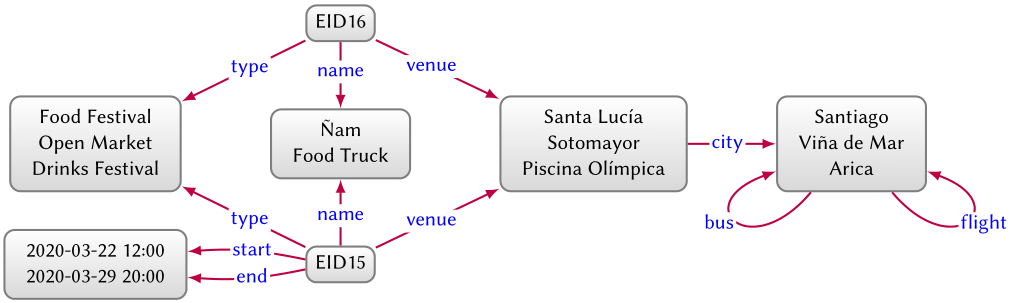 EID16
type
name
venue
Food Festival
Open Market
Drinks Festival
Ñam
Food Truck
Santa Lucía
Sotomayor
Piscina Olímpica
city
Santiago
Viña de Mar
Arica
type
name
venue
bus
flight
2020-03-22 12:00
2020-03-29 20:00
start
end
EID15